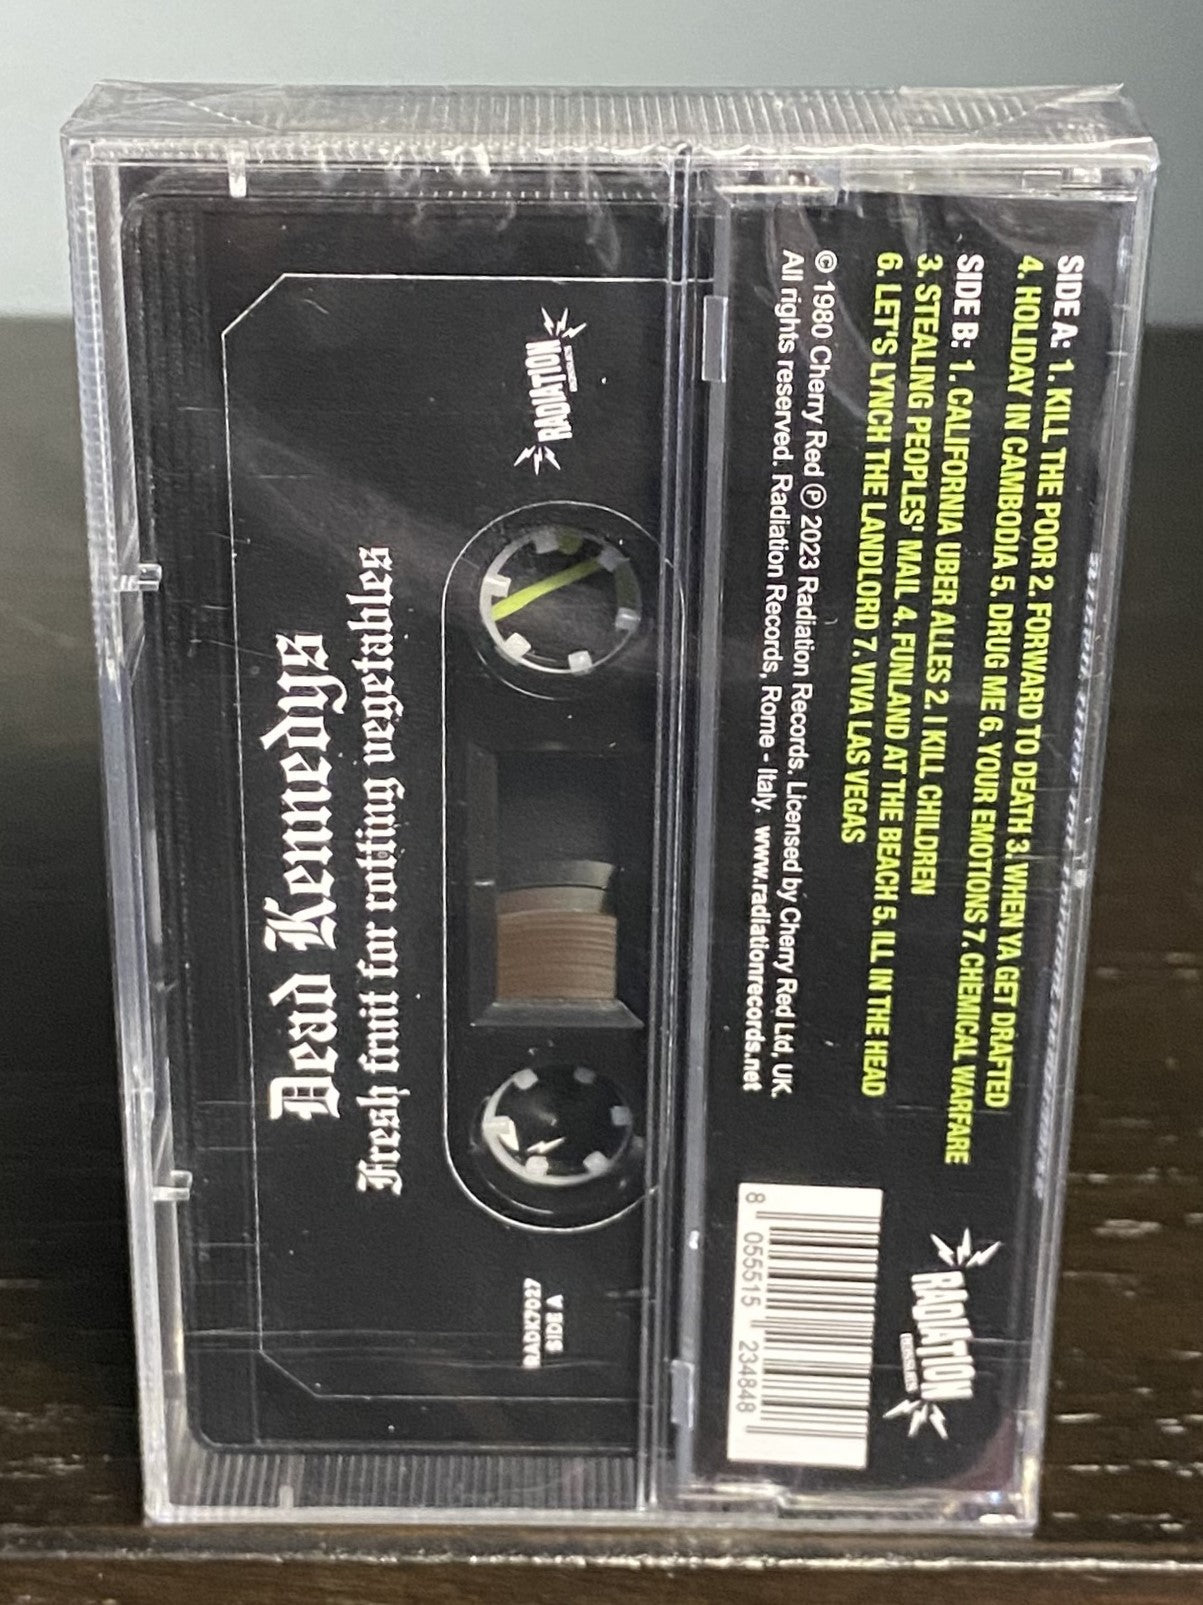 SIDE A: 1. KILL THE POOR 2. FORWARD TO DEATH 3. WHEN YA GET DRAFTED
4. HOLIDAY IN CAMBODIA 5. DRUG ME 6. YOUR EMOTIONS 7. CHEMICAL WARFARE
SIDE B: 1. CALIFORNIA UBER ALLES 2. I KILL CHILDREN
3. STEALING PEOPLES' MAIL 4. FUNLAND AT THE BEACH 5. ILL IN THE HEAD
6. LET'S LYNCH THE LANDLORD 7. VIVA LAS VEGAS
© 1980 Cherry Red ℗ 2023 Radiation Records. Licensed by Cherry Red Ltd, UK.
All rights reserved. Radiation Records, Rome - Italy. www.radiationrecords.net
RADIATION
REISSUES
8 055515 234848
RADIATION
REISSUES
Dead Kennedys
Fresh fruit for rotting vegetables
SIDE A